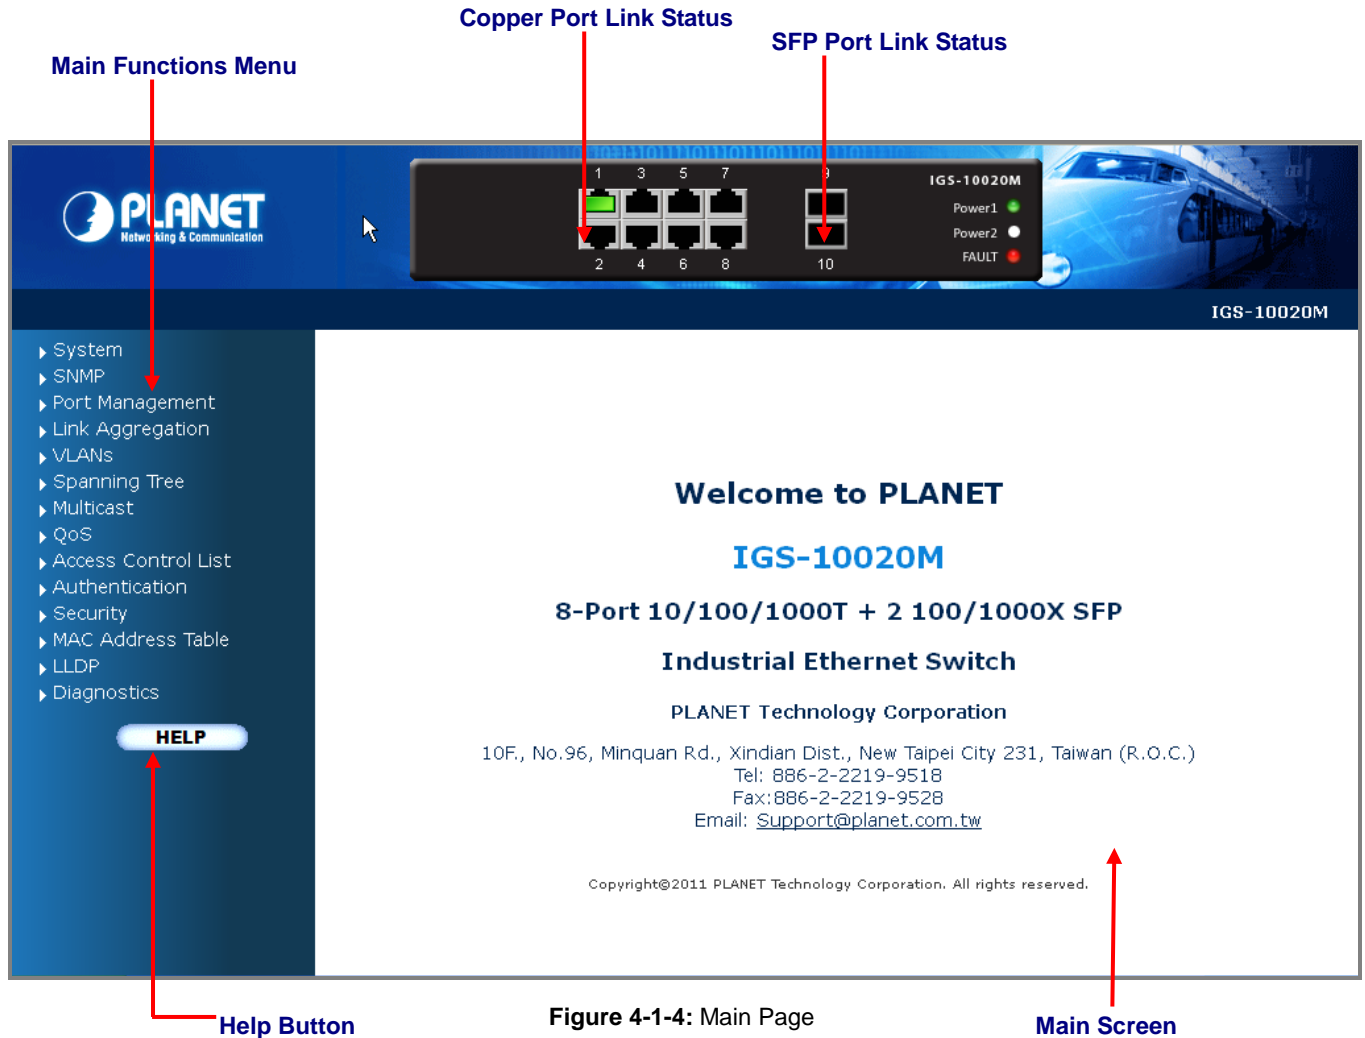 Copper Port Link Status
SFP Port Link Status
Main Functions Menu
PLANET
Networking & Communication
1 3 5 7 9
2 4 6 8 10
IGS-10020M
Power1
Power2
FAULT
IGS-10020M
System
SNMP
Port Management
Link Aggregation
VLANs
Spanning Tree
Multicast
QoS
Access Control List
Authentication
Security
MAC Address Table
LLDP
Diagnostics
HELP
Welcome to PLANET
IGS-10020M
8-Port 10/100/1000T + 2 100/1000X SFP
Industrial Ethernet Switch
PLANET Technology Corporation
10F., No.96, Minquan Rd., Xindian Dist., New Taipei City 231, Taiwan (R.O.C.)
Tel: 886-2-2219-9518
Fax:886-2-2219-9528
Email: Support@planet.com.tw
Copyright©2011 PLANET Technology Corporation. All rights reserved.
Help Button
Figure 4-1-4: Main Page
Main Screen